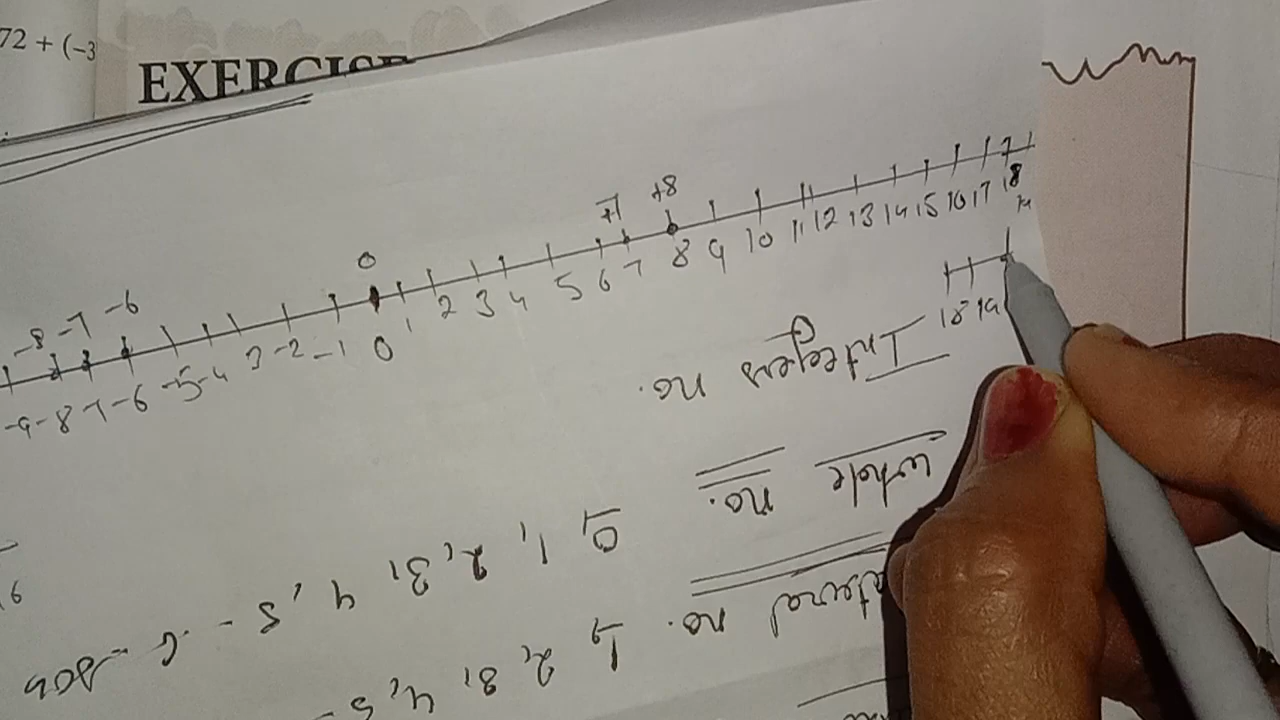 72 + (-3
EXERCISE
+7 +8
0
-8 -7 -6
-9 -8 -7 -6 -5 -4 3 -2 -1 0 1 2 3 4 5 6 7 8 9 10 11 12 13 14 15 16 17 18
18 19
Integers no.
whole no.
0, 1, 2, 3, 4, 5 -
no. 1, 2, 3, 4, 5 -